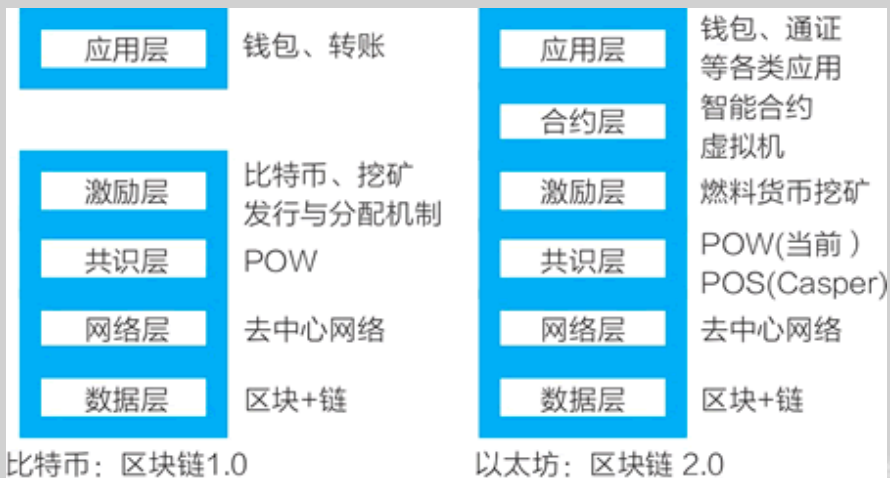 应用层
钱包、转账
激励层
比特币、挖矿
发行与分配机制
共识层
POW
网络层
去中心网络
数据层
区块+链
比特币：区块链1.0
应用层
钱包、通证
等各类应用
合约层
智能合约
虚拟机
激励层
燃料货币挖矿
共识层
POW(当前）
POS(Casper)
网络层
去中心网络
数据层
区块+链
以太坊：区块链 2.0